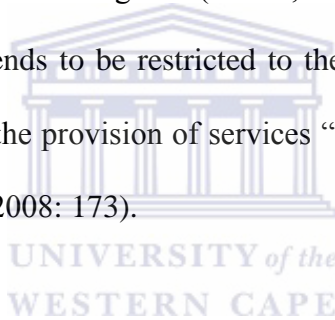 ends to be restricted to the
the provision of services “
2008: 173).
UNIVERSITY of the
WESTERN CAPE